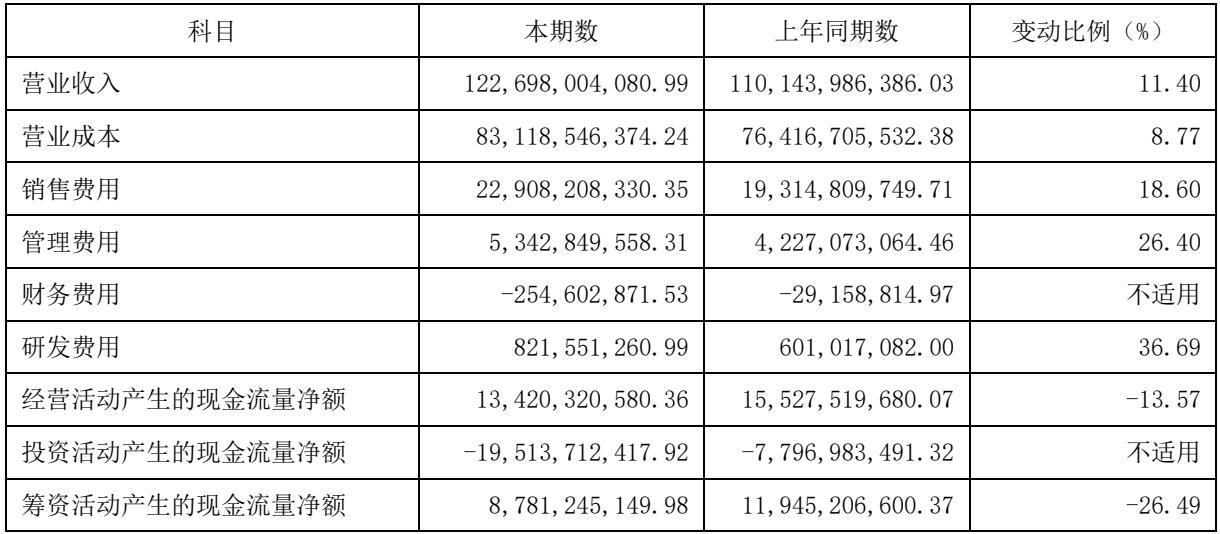 科目 本期数 上年同期数 变动比例（%）
营业收入 122,698,004,080.99 110,143,986,386.03 11.40
营业成本 83,118,546,374.24 76,416,705,532.38 8.77
销售费用 22,908,208,330.35 19,314,809,749.71 18.60
管理费用 5,342,849,558.31 4,227,073,064.46 26.40
财务费用 -254,602,871.53 -29,158,814.97 不适用
研发费用 821,551,260.99 601,017,082.00 36.69
经营活动产生的现金流量净额 13,420,320,580.36 15,527,519,680.07 -13.57
投资活动产生的现金流量净额 -19,513,712,417.92 -7,796,983,491.32 不适用
筹资活动产生的现金流量净额 8,781,245,149.98 11,945,206,600.37 -26.49